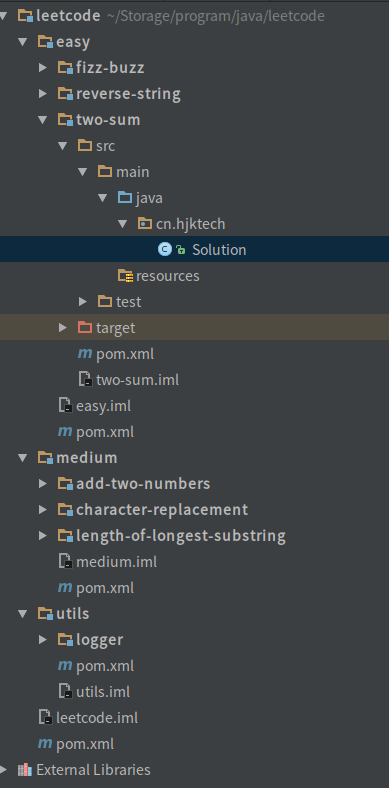 leetcode ~/Storage/program/java/leetcode
easy
fizz-buzz
reverse-string
two-sum
src
main
java
cn.hjktech
C Solution
resources
test
target
m pom.xml
two-sum.iml
easy.iml
m pom.xml
medium
add-two-numbers
character-replacement
length-of-longest-substring
medium.iml
m pom.xml
utils
logger
m pom.xml
utils.iml
leetcode.iml
m pom.xml
External Libraries